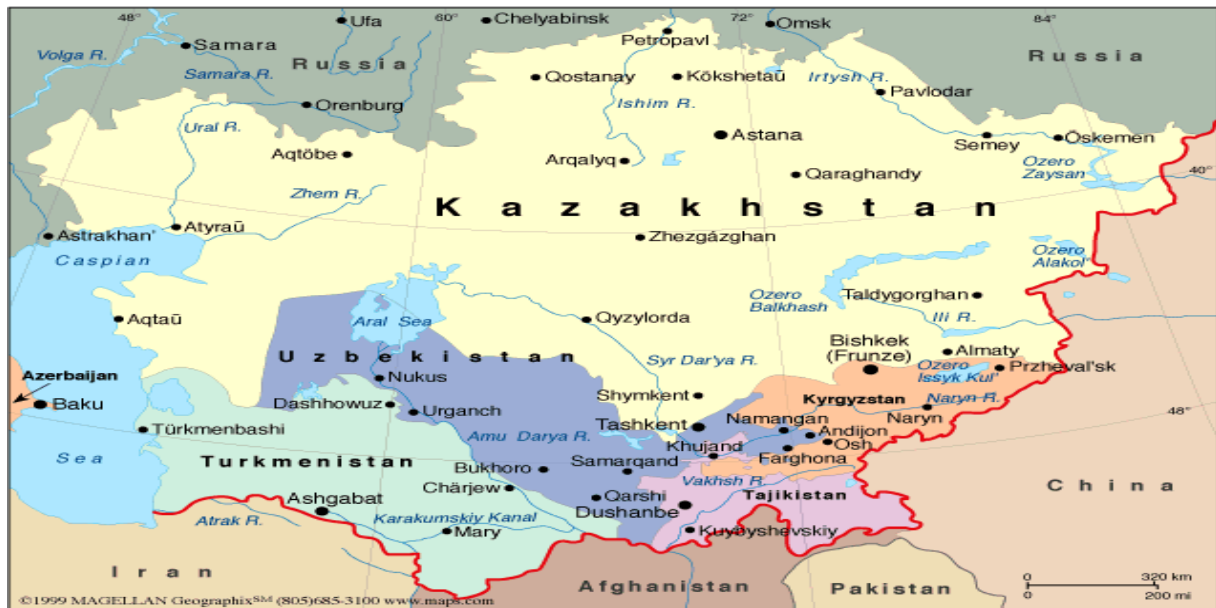 48°
60°
72°
84°
Ufa
Chelyabinsk
Omsk
Samara
Petropavl
Volga R.
Samara R.
Russia
Russia
Qostanay
Kökshetaū
Irtysh R.
Pavlodar
Orenburg
Ishim R.
Ural R.
Astana
Semey
Öskemen
Aqtöbe
Arqalyq
Ozero
Zaysan
40°
Qaraghandy
Zhem R.
Kazakhstan
Atyraū
Astrakhan'
Zhezgázghan
Caspian
Ozero
Alakol'
Ozero
Balkhash
Taldygorghan
Aral Sea
Aqtaū
Qyzylorda
Ili R.
Bishkek
(Frunze)
Almaty
Uzbekistan
Syr Dar'ya R.
Ozero
Issyk Kul'
Przheval'sk
Azerbaijan
Nukus
Baku
Dashhowuz
Urganch
Shymkent
Kyrgyzstan
Naryn R.
Naryn
48°
Türkmenbashi
Tashkent
Namangan
Andijon
Amu Darya R.
Khujand
Osh
Farghona
Sea
Turkmenistan
Bukhoro
Samarqand
Vakhsh R.
Chärjew
Qarshi
Tajikistan
China
Ashgabat
Dushanbe
Atrak R.
Karakumskiy Kanal
Mary
Kuybyshevskiy
Iran
Afghanistan
Pakistan
0
320 km
0
200 mi
©1999 MAGELLAN Geographix℠ (805)685-3100 www.maps.com